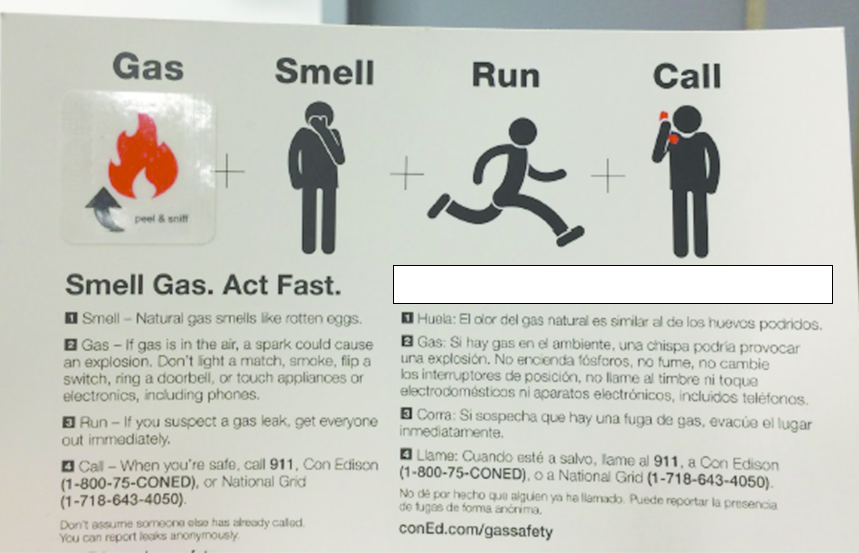 Gas Smell Run Call
peel & sniff
Smell Gas. Act Fast.
1 Smell – Natural gas smells like rotten eggs.
2 Gas – If gas is in the air, a spark could cause
an explosion. Don't light a match, smoke, flip a
switch, ring a doorbell, or touch appliances or
electronics, including phones.
3 Run – If you suspect a gas leak, get everyone
out immediately.
4 Call – When you're safe, call 911, Con Edison
(1-800-75-CONED), or National Grid
(1-718-643-4050).
Don't assume someone else has already called.
You can report leaks anonymously.
1 Huela: El olor del gas natural es similar al de los huevos podridos.
2 Gas: Si hay gas en el ambiente, una chispa podría provocar
una explosión. No encienda fósforos, no fume, no cambie
los interruptores de posición, no llame al timbre ni toque
electrodomésticos ni aparatos electrónicos, incluidos teléfonos.
3 Corra: Si sospecha que hay una fuga de gas, evacúe el lugar
inmediatamente.
4 Llame: Cuando esté a salvo, llame al 911, a Con Edison
(1-800-75-CONED), o a National Grid (1-718-643-4050).
No dé por hecho que alguien ya ha llamado. Puede reportar la presencia
de fugas de forma anónima.
conEd.com/gassafety